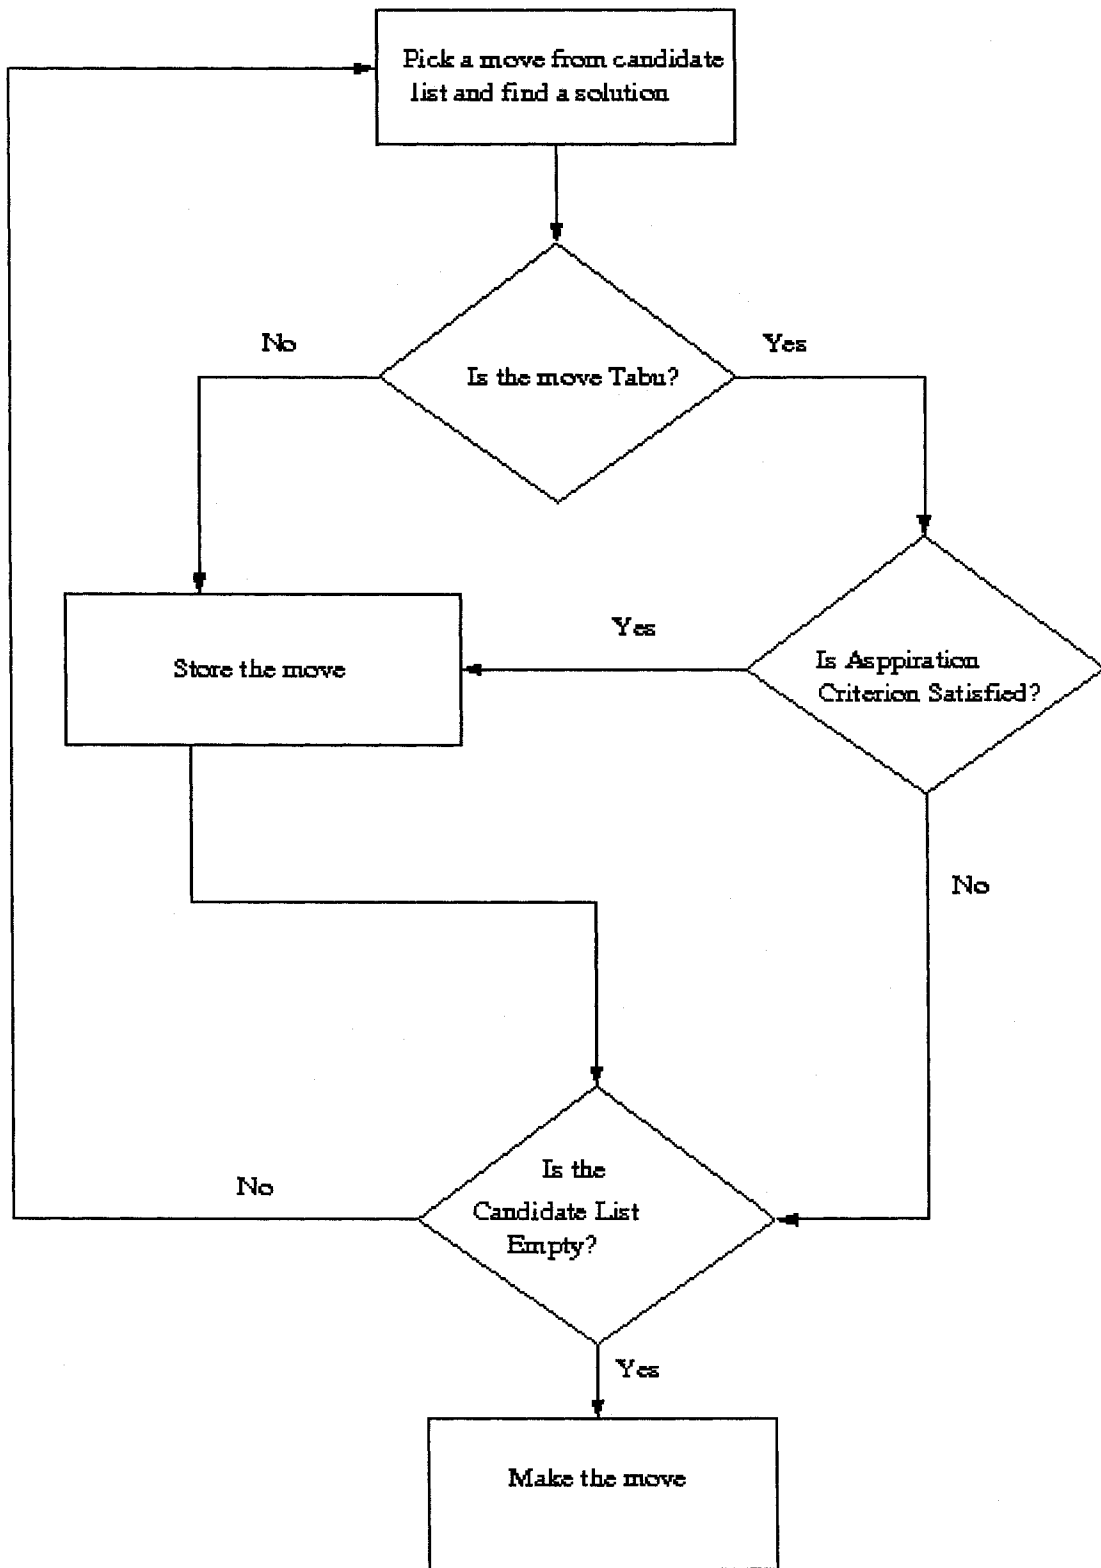 Pick a move from candidate
list and find a solution
No
Yes
Is the move Tabu?
Yes
Store the move
Is Asppiration
Criterion Satisfied?
No
Is the
No
Candidate List
Empty?
Yes
Make the move